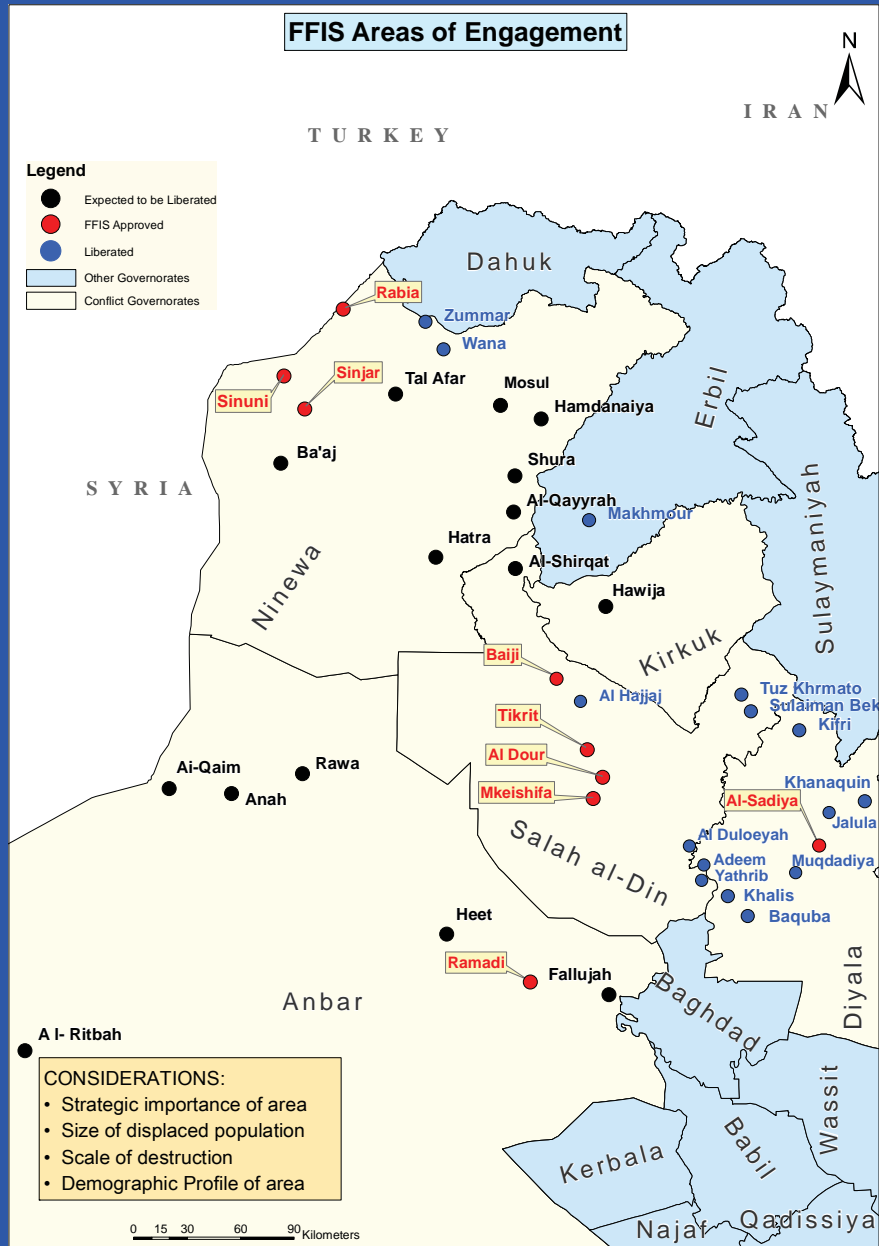 FFIS Areas of Engagement
N
IRAN
TURKEY
Legend
Expected to be Liberated
FFIS Approved
Liberated
Other Governorates
Conflict Governorates
Dahuk
Rabia
Zummar
Wana
Sinjar
Sinuni
Tal Afar
Mosul
Hamdanaiya
Erbil
Ba'aj
Shura
SYRIA
Al-Qayyrah
Makhmour
Sulaymaniyah
Hatra
Al-Shirqat
Ninewa
Hawija
Kirkuk
Baiji
Al Hajjaj
Tuz Khrmato
Sulaiman Bek
Kifri
Tikrit
Al Dour
Ai-Qaim
Rawa
Anah
Mkeishifa
Khanaquin
Al-Sadiya
Jalula
Salah al-Din
Al Duloeyah
Adeem
Muqdadiya
Yathrib
Khalis
Baquba
Heet
Ramadi
Fallujah
Baghdad
Diyala
Anbar
A l- Ritbah
CONSIDERATIONS:
• Strategic importance of area
• Size of displaced population
• Scale of destruction
• Demographic Profile of area
Wassit
Babil
Kerbala
Najaf
Qadissiya
0 15 30 60 90 Kilometers